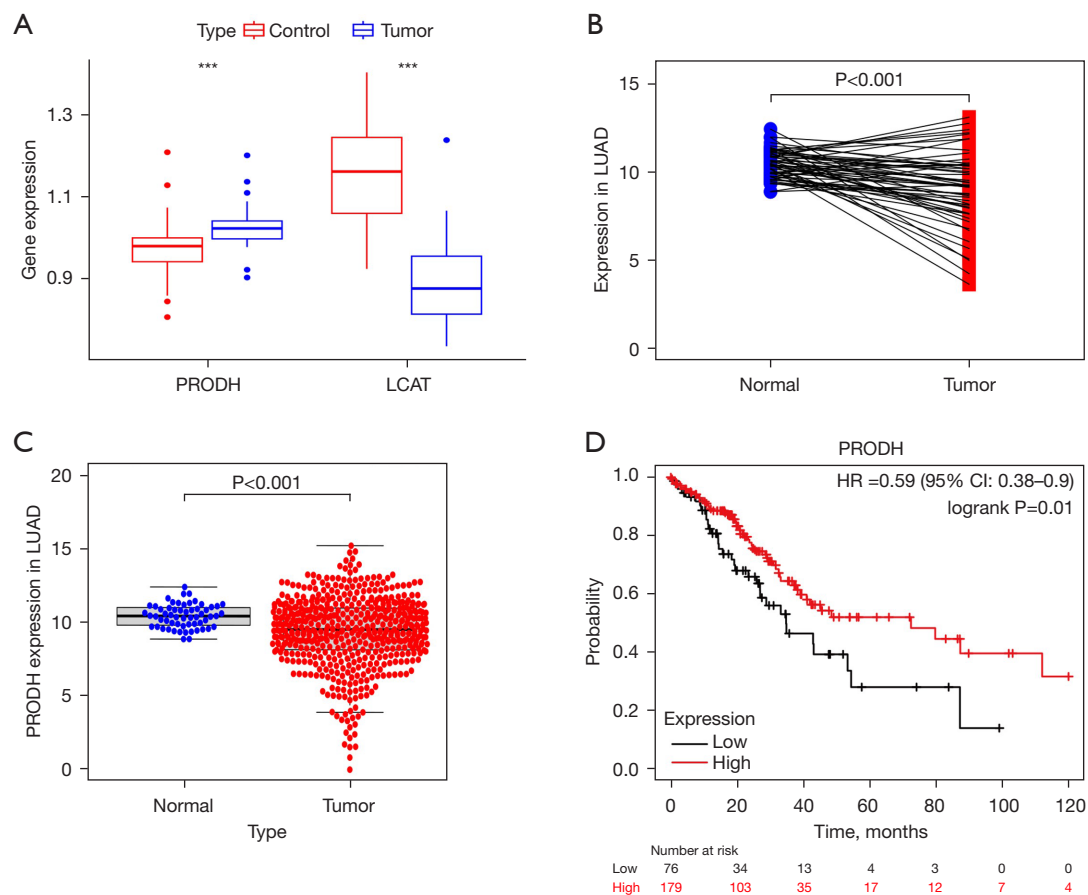 A
Type Control Tumor
*** ***
Gene expression
1.3
1.1
0.9
PRODH LCAT
B
P<0.001
Expression in LUAD
15
10
5
0
Normal Tumor
C
P<0.001
PRODH expression in LUAD
20
15
10
5
0
Normal Tumor
Type
D
PRODH
HR =0.59 (95% CI: 0.38–0.9)
logrank P=0.01
Probability
1.0
0.8
0.6
0.4
0.2
0.0
Expression
Low
High
0 20 40 60 80 100 120
Time, months
Number at risk
Low 76 34 13 4 3 0 0
High 179 103 35 17 12 7 4